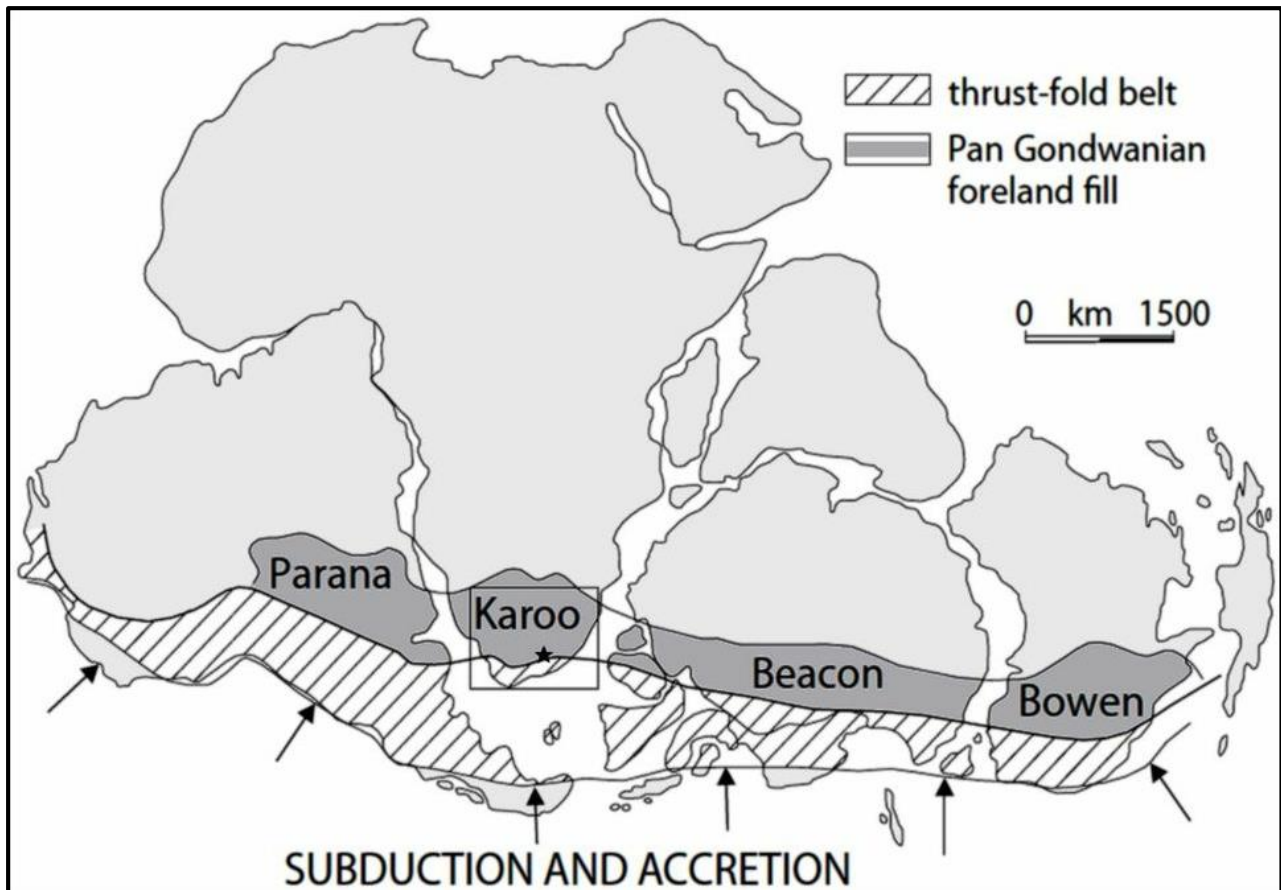 thrust-fold belt
Pan Gondwanian
foreland fill
0 km 1500
Parana
Karoo
Beacon
Bowen
SUBDUCTION AND ACCRETION